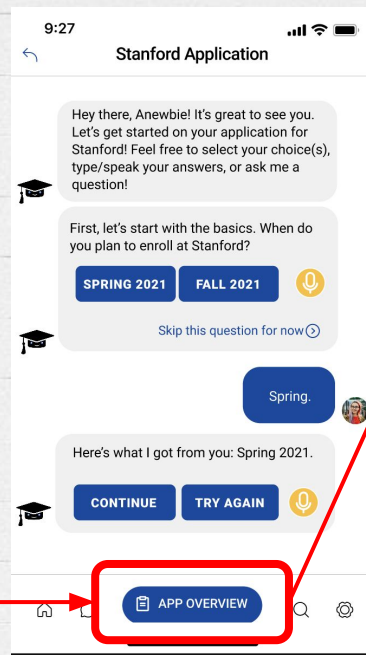 9:27
Stanford Application
Hey there, Anewbie! It's great to see you.
Let's get started on your application for
Stanford! Feel free to select your choice(s),
type/speak your answers, or ask me a
question!
First, let's start with the basics. When do
you plan to enroll at Stanford?
SPRING 2021 FALL 2021
Skip this question for now
Spring.
Here's what I got from you: Spring 2021.
CONTINUE TRY AGAIN
APP OVERVIEW